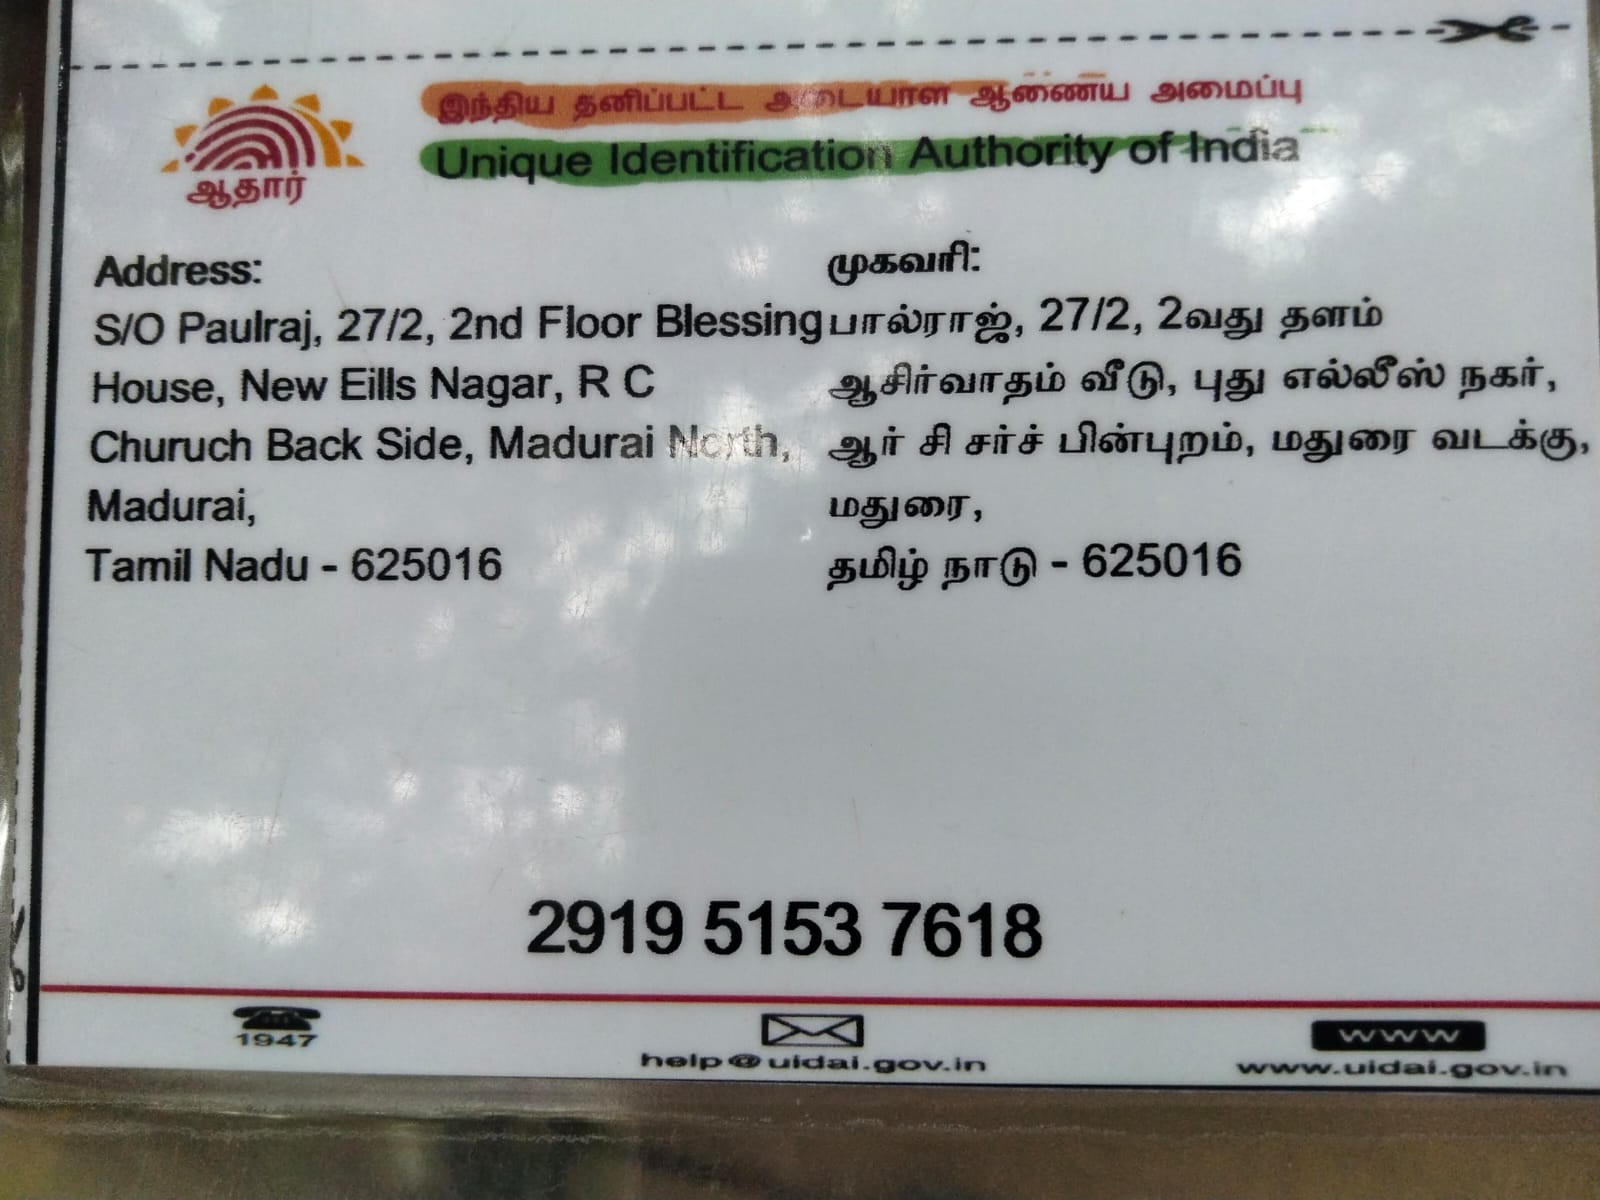 இந்திய தனிப்பட்ட அடையாள ஆணைய அமைப்பு
Unique Identification Authority of India
ஆதார்
Address:
S/O Paulraj, 27/2, 2nd Floor Blessing
House, New Eills Nagar, R C
Churuch Back Side, Madurai North,
Madurai,
Tamil Nadu - 625016
முகவரி:
பால்ராஜ், 27/2, 2வது தளம்
ஆசிர்வாதம் வீடு, புது எல்லீஸ் நகர்,
ஆர் சி சர்ச் பின்புறம், மதுரை வடக்கு,
மதுரை,
தமிழ் நாடு - 625016
2919 5153 7618
1947
help@uidai.gov.in
www
www.uidai.gov.in